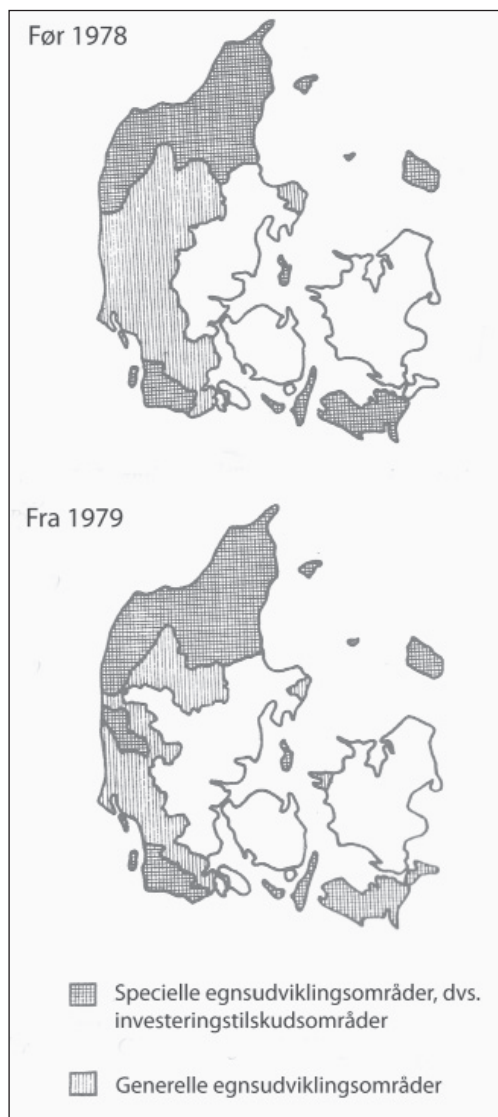 Før 1978
Fra 1979
Specielle egnsudviklingsområder, dvs.
investeringstilskudsområder
Generelle egnsudviklingsområder